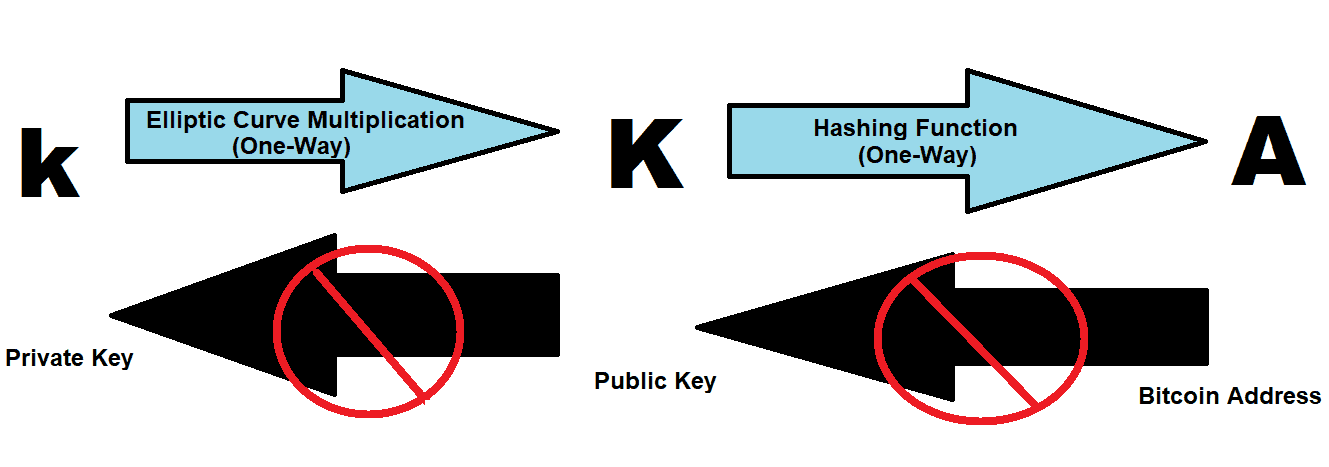 k
Elliptic Curve Multiplication
(One-Way)
K
Hashing Function
(One-Way)
A
Private Key
Public Key
Bitcoin Address